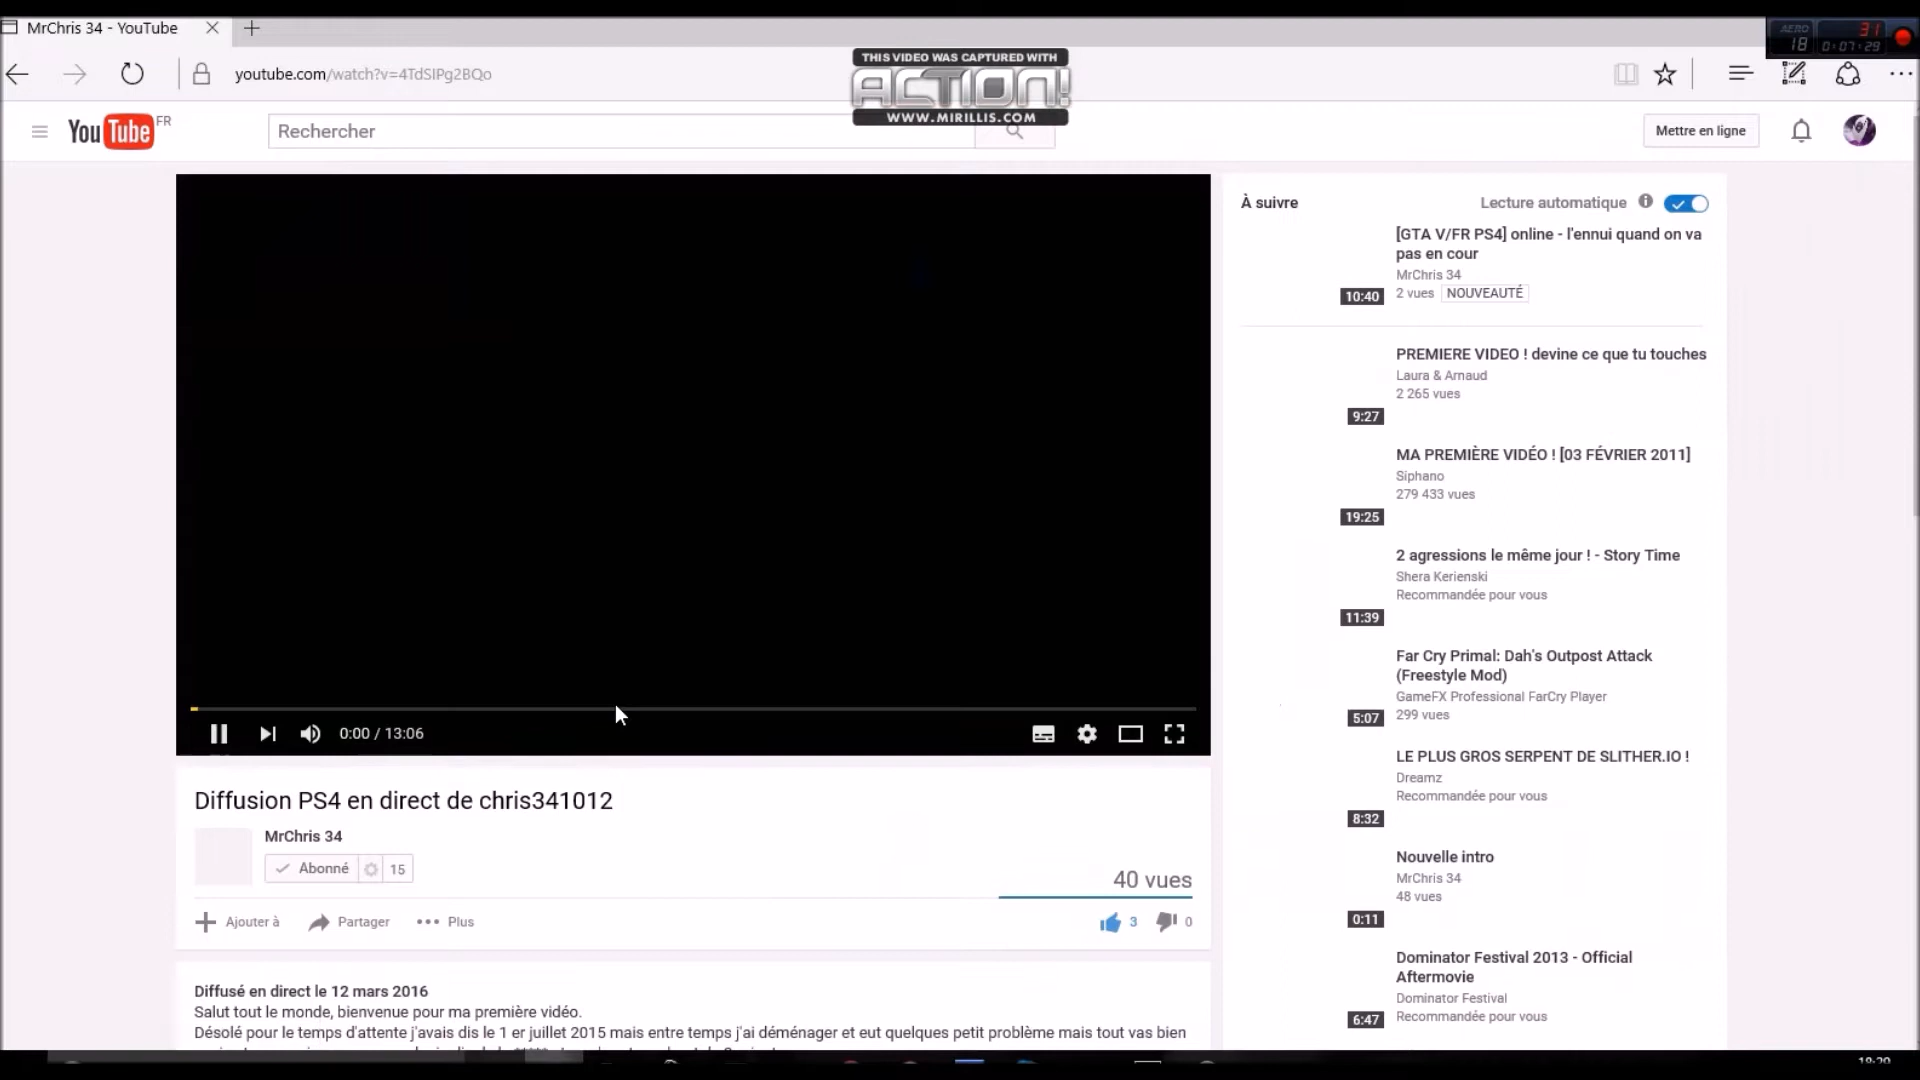 MrChris 34 - YouTube
AERO
18
31
0:07:29
youtube.com/watch?v=4TdSIPg2BQo
THIS VIDEO WAS CAPTURED WITH
ACTION!
WWW.MIRILLIS.COM
YouTube FR
Rechercher
Mettre en ligne
À suivre
Lecture automatique
[GTA V/FR PS4] online - l'ennui quand on va
pas en cour
MrChris 34
2 vues NOUVEAUTÉ
10:40
PREMIERE VIDEO ! devine ce que tu touches
Laura & Arnaud
2 265 vues
9:27
MA PREMIÈRE VIDÉO ! [03 FÉVRIER 2011]
Siphano
279 433 vues
19:25
2 agressions le même jour ! - Story Time
Shera Kerienski
Recommandée pour vous
11:39
Far Cry Primal: Dah's Outpost Attack
(Freestyle Mod)
GameFX Professional FarCry Player
299 vues
5:07
LE PLUS GROS SERPENT DE SLITHER.IO !
Dreamz
Recommandée pour vous
8:32
Nouvelle intro
MrChris 34
48 vues
0:11
Dominator Festival 2013 - Official
Aftermovie
Dominator Festival
Recommandée pour vous
6:47
0:00 / 13:06
Diffusion PS4 en direct de chris341012
MrChris 34
Abonné 15
40 vues
Ajouter à
Partager
Plus
3
0
Diffusé en direct le 12 mars 2016
Salut tout le monde, bienvenue pour ma première vidéo.
Désolé pour le temps d'attente j'avais dis le 1 er juillet 2015 mais entre temps j'ai déménager et eut quelques petit problème mais tout vas bien